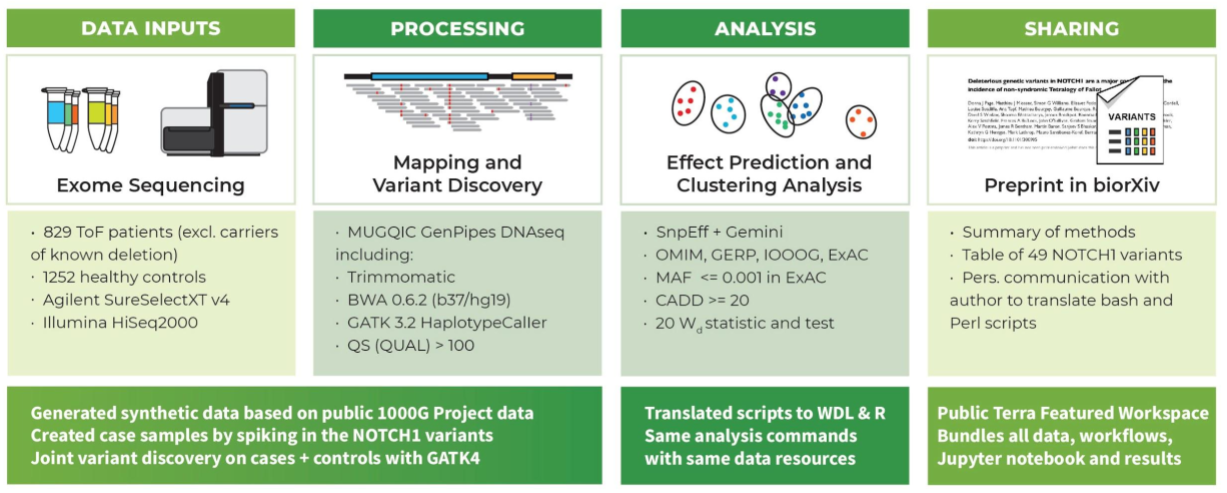 DATA INPUTS
Exome Sequencing
· 829 ToF patients (excl. carriers
of known deletion)
· 1252 healthy controls
· Agilent SureSelectXT v4
· Illumina HiSeq2000
PROCESSING
Mapping and
Variant Discovery
· MUGQIC GenPipes DNAseq
including:
· Trimmomatic
· BWA 0.6.2 (b37/hg19)
· GATK 3.2 HaplotypeCaller
· QS (QUAL) > 100
Generated synthetic data based on public 1000G Project data
Created case samples by spiking in the NOTCH1 variants
Joint variant discovery on cases + controls with GATK4
ANALYSIS
Effect Prediction and
Clustering Analysis
· SnpEff + Gemini
· OMIM, GERP, 1OOOG, ExAC
· MAF <= 0.001 in ExAC
· CADD >= 20
· 20 Wd statistic and test
Translated scripts to WDL & R
Same analysis commands
with same data resources
SHARING
Deleterious genetic variants in NOTCH1 are a major the
incidence of non-syndromic Tetralogy of Fallot
VARIANTS
Preprint in biorXiv
· Summary of methods
· Table of 49 NOTCH1 variants
· Pers. communication with
author to translate bash and
Perl scripts
Public Terra Featured Workspace
Bundles all data, workflows,
Jupyter notebook and results